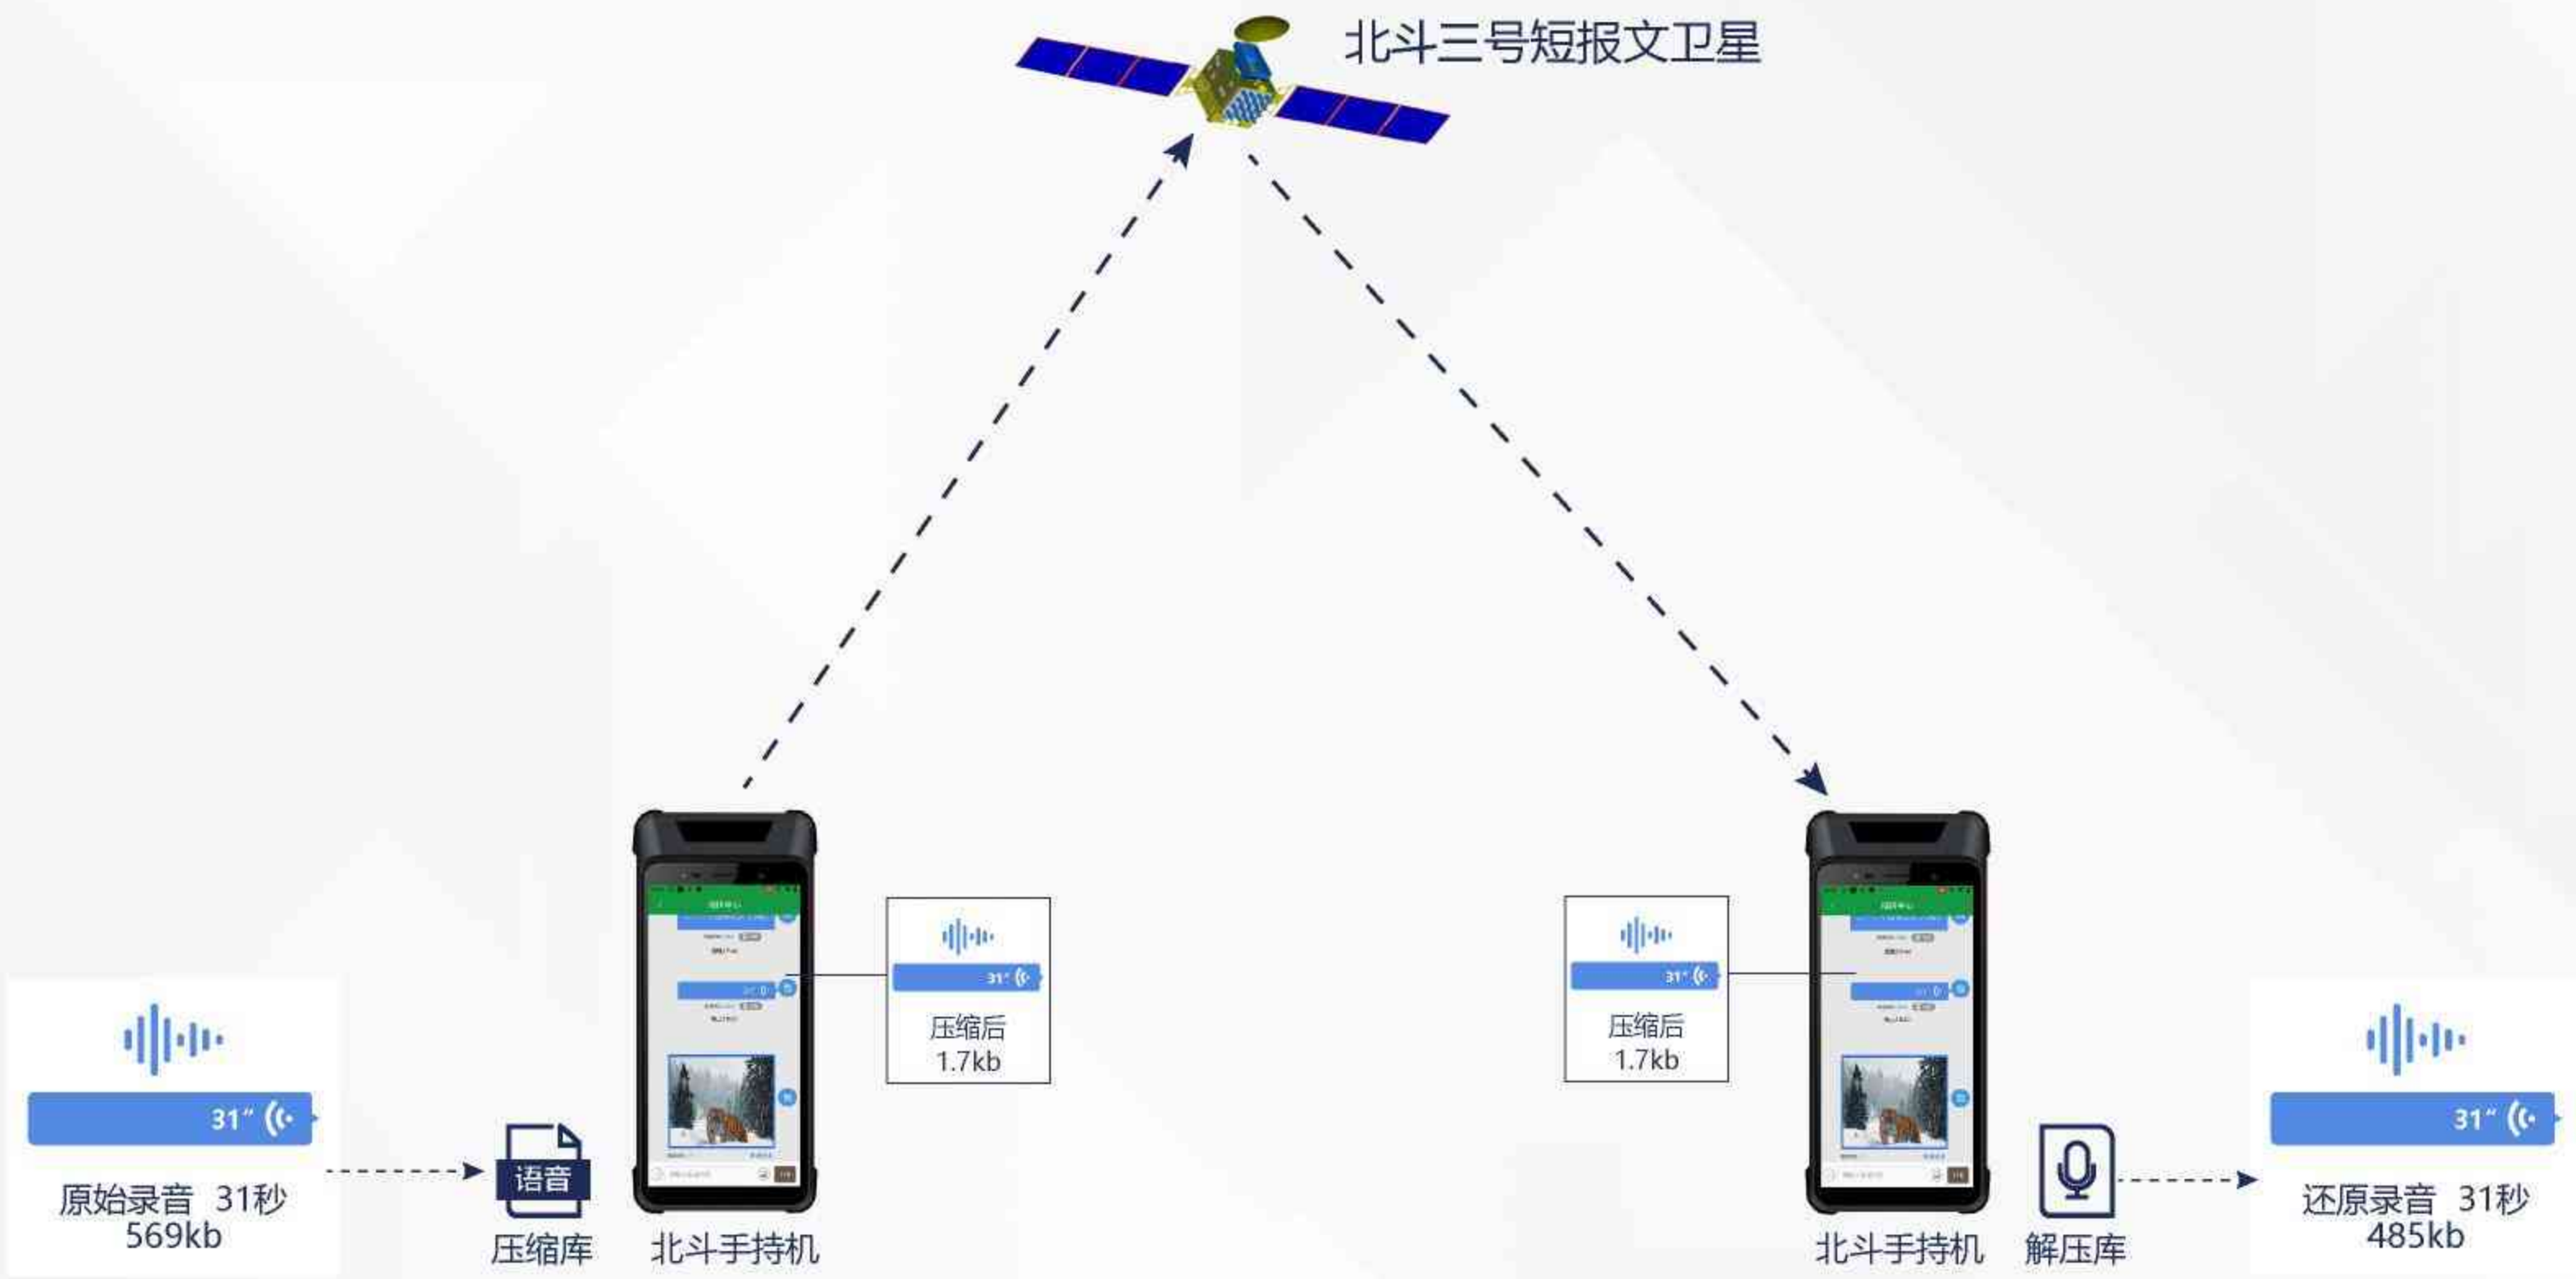 北斗三号短报文卫星
31"
原始录音 31秒
569kb
语音
压缩库
北斗手持机
31"
压缩后
1.7kb
31"
压缩后
1.7kb
北斗手持机
解压库
31"
还原录音 31秒
485kb